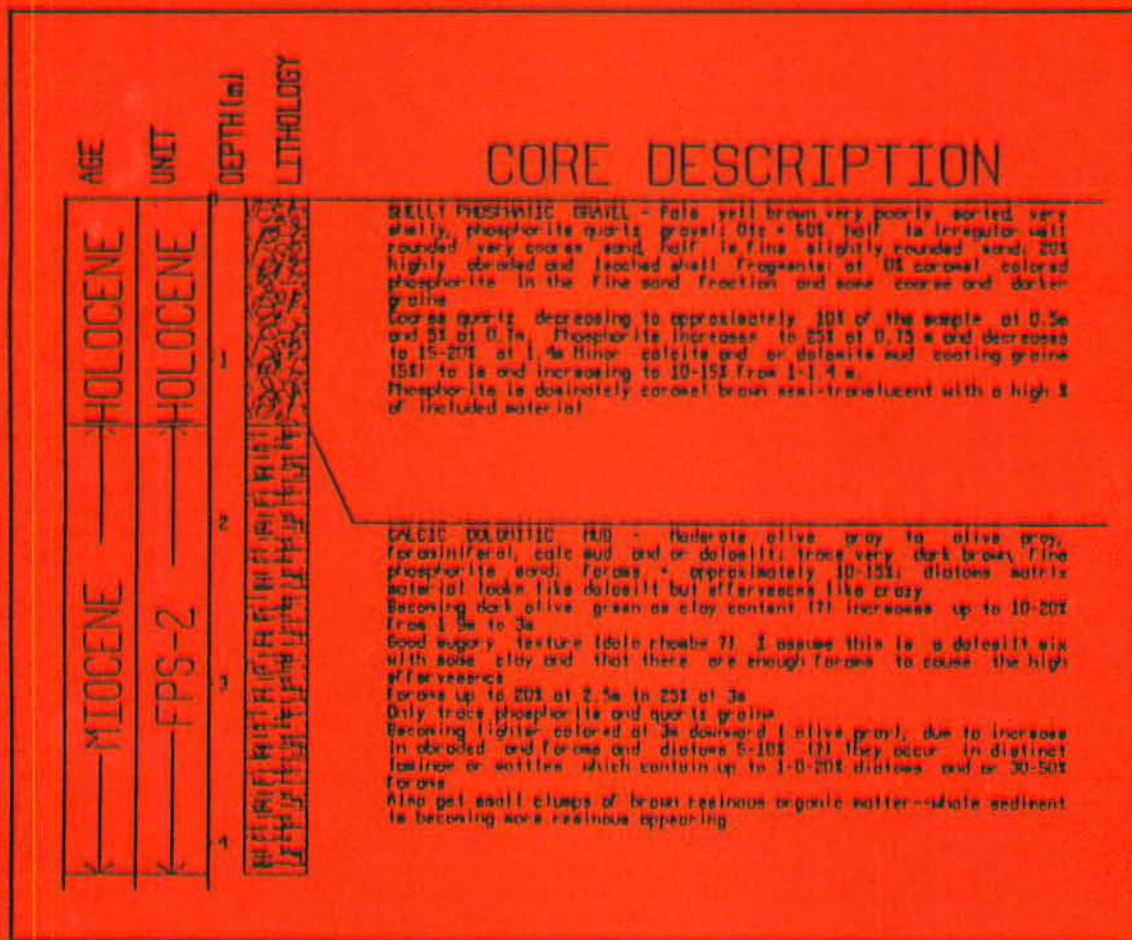 AGE
UNIT
DEPTH (m)
LITHOLOGY
CORE DESCRIPTION
0
HOLOCENE
HOLOCENE
1
2
MIOCENE
FPS-2
3
4
SHELLY PHOSPHATIC GRAVEL - Pale yell brown very poorly sorted very
shelly, phosphorite quartz gravel; Qtz = 50% half is irregular well
rounded very coarse sand, half is fine slightly rounded sand; 20%
highly abraded and leached shell fragments; at 0% caramel colored
phosphorite in the fine sand fraction and some coarse and darker
grains
Coarse quartz decreasing to approximately 10% of the sample at 0.5m
and 5% at 0.7m, Phosphorite increases to 25% at 0.75 m and decreases
to 15-20% at 1.4m Minor calcite and or dolomite mud coating grains
(5%) to 1m and increasing to 10-15% from 1-1.4 m.
Phosphorite is dominately caramel brown semi-translucent with a high %
of included material
CALCIC DOLOMITIC MUD - Moderate olive gray to olive gray,
foraminiferal, calc mud and or dolosilt; trace very dark brown, fine
phosphorite sand; forams = approximately 10-15%; diatoms matrix
material looks like dolosilt but effervesces like crazy
Becoming dark olive green as clay content (?) increases up to 10-20%
from 1.9m to 3m
Good sugary texture (dolo rhombs ?) I assume this is a dolosilt mix
with some clay and that there are enough forams to cause the high
effervesence
Forams up to 20% at 2.5m to 25% at 3m
Only trace phosphorite and quartz grains
Becoming lighter colored at 3m downward ( olive gray), due to increase
in abraded and forams and diatoms 5-10% (?) they occur in distinct
laminae or mottles which contain up to 1-0-20% diatoms and or 30-50%
forams
Also get small clumps of brown resinous organic matter--whole sediment
is becoming more resinous appearing